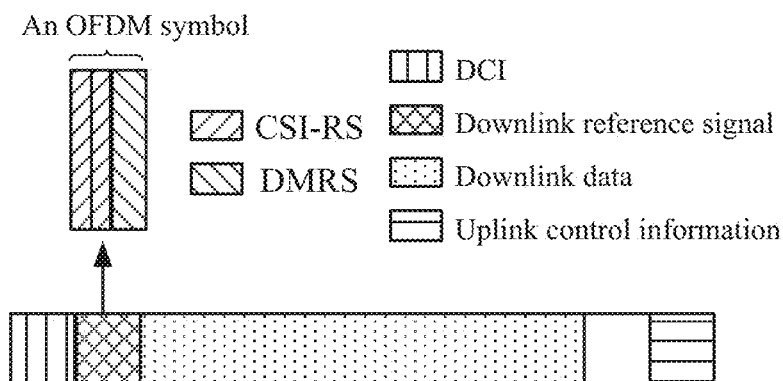 An OFDM symbol
CSI-RS
DMRS
DCI
Downlink reference signal
Downlink data
Uplink control information